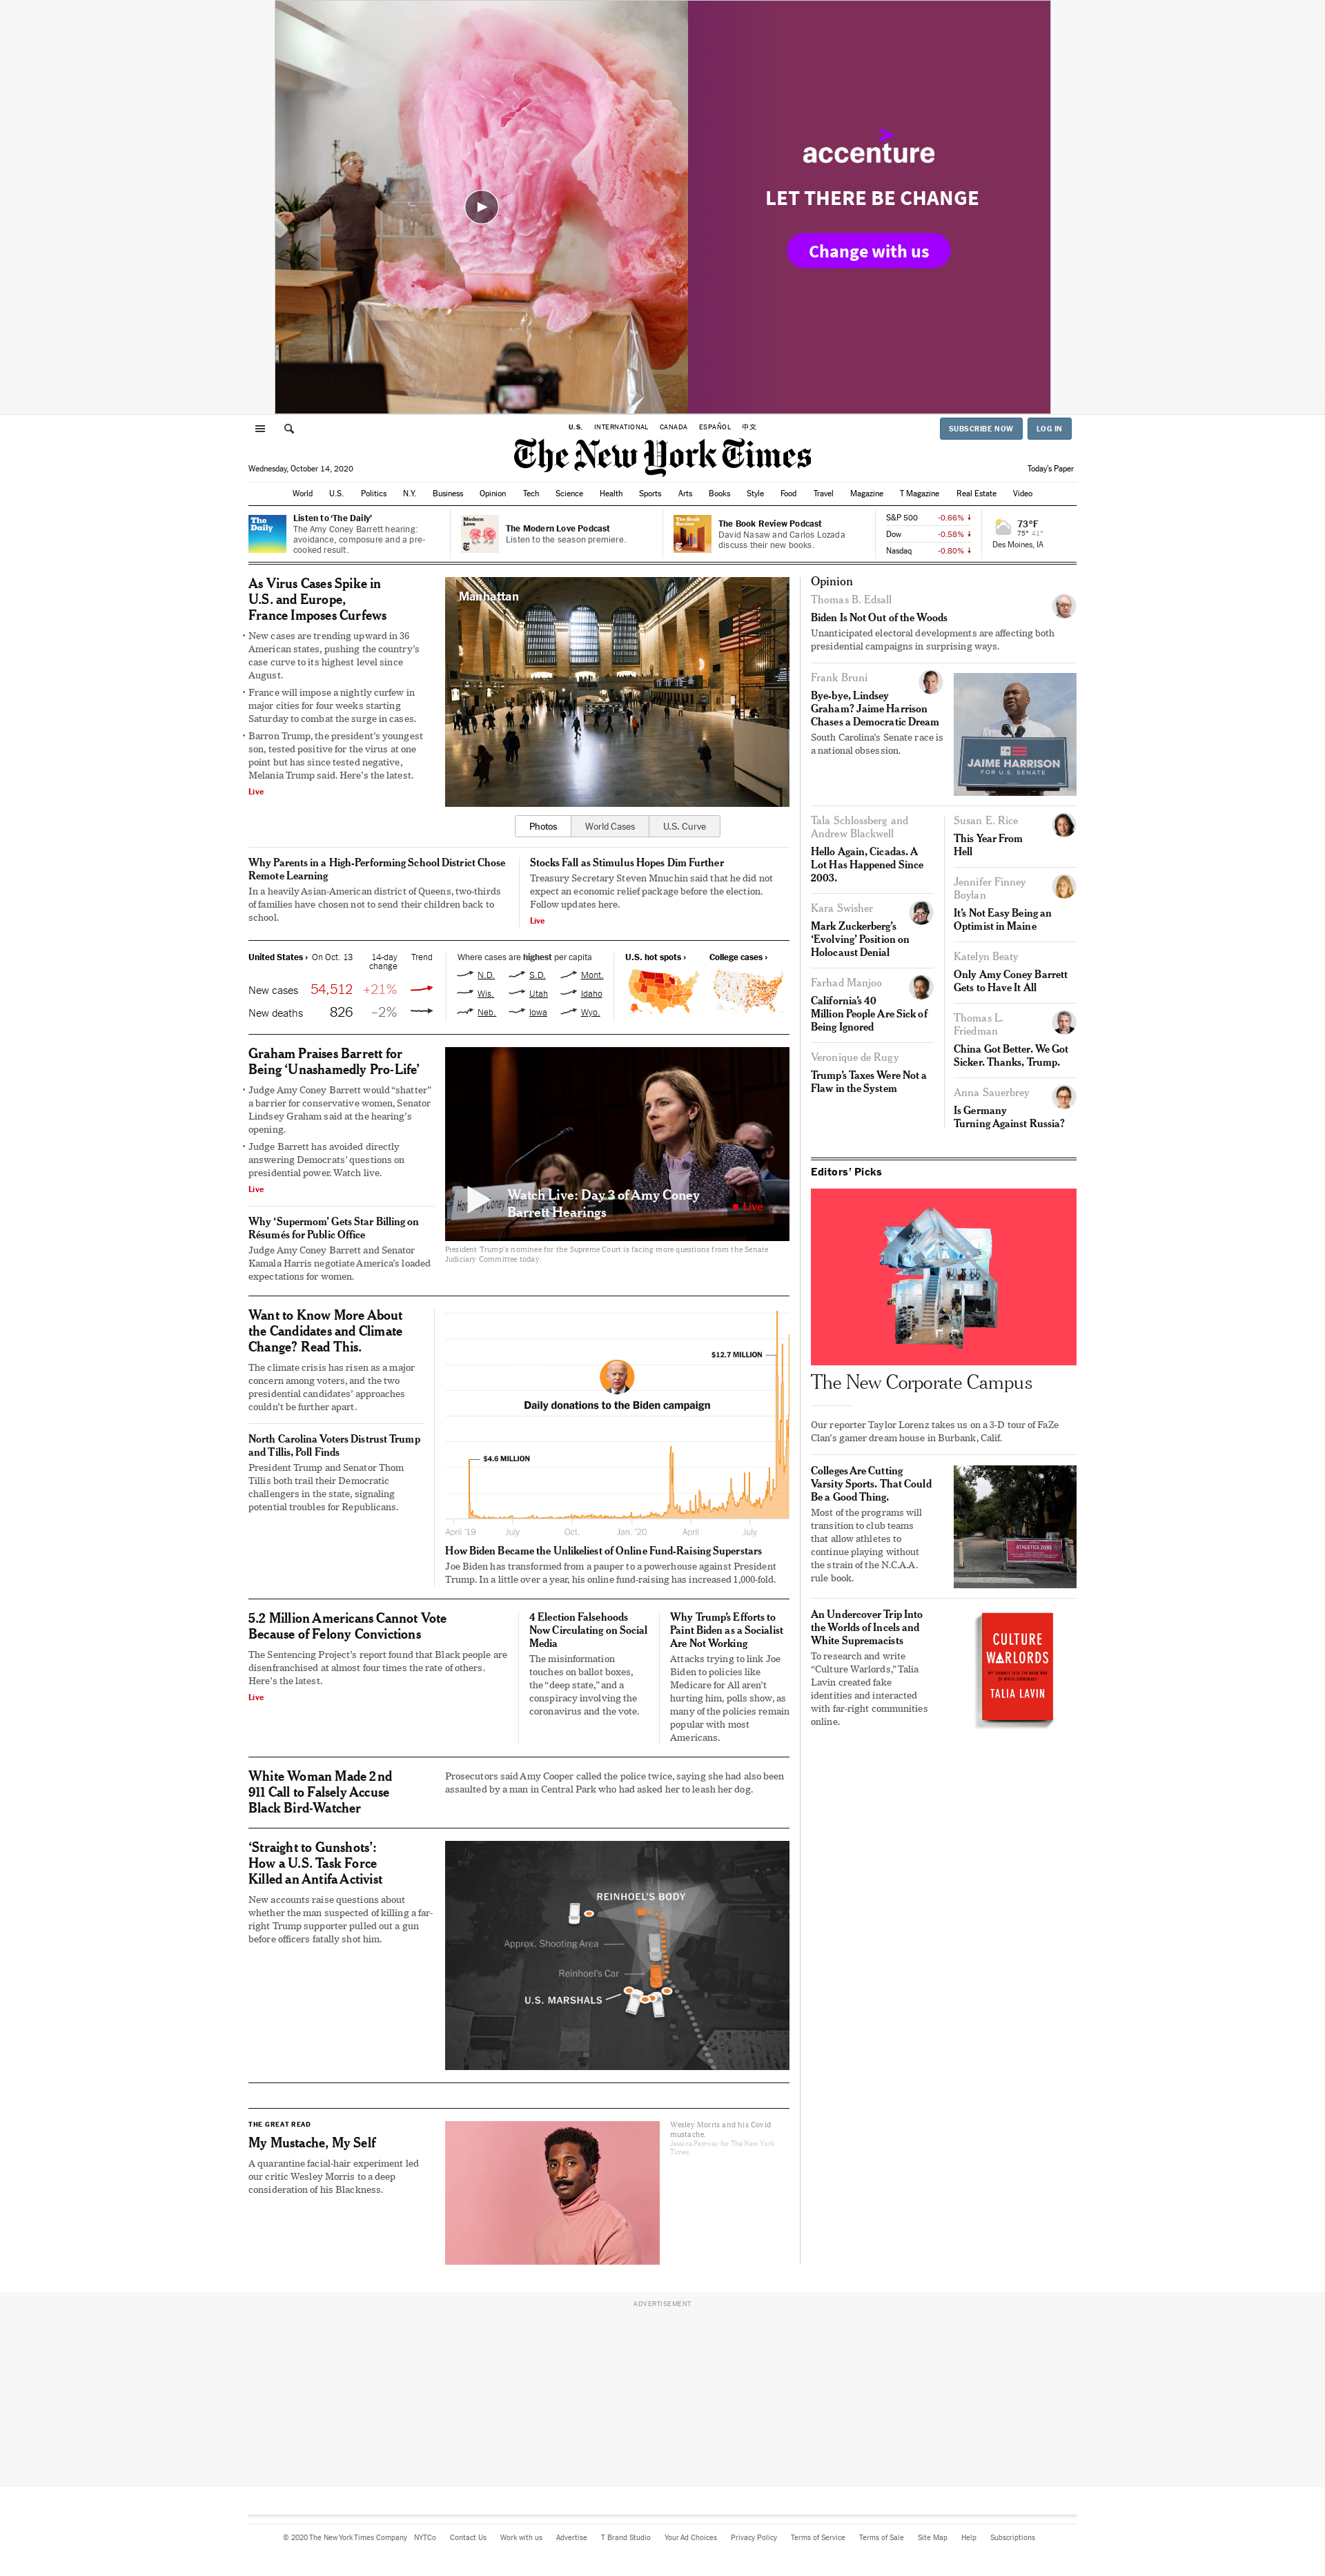 accenture
LET THERE BE CHANGE
Change with us
U.S. INTERNATIONAL CANADA ESPAÑOL 中文
SUBSCRIBE NOW LOG IN
The New York Times
Wednesday, October 14, 2020
Today's Paper
World U.S. Politics N.Y. Business Opinion Tech Science Health Sports Arts Books Style Food Travel Magazine T Magazine Real Estate Video
The Daily
Listen to 'The Daily'
The Amy Coney Barrett hearing:
avoidance, composure and a pre-
cooked result.
Modern Love
The Modern Love Podcast
Listen to the season premiere.
The Book Review
The Book Review Podcast
David Nasaw and Carlos Lozada
discuss their new books.
S&P 500 -0.66% ↓
Dow -0.58% ↓
Nasdaq -0.80% ↓
73°F
75° 41°
Des Moines, IA
As Virus Cases Spike in
U.S. and Europe,
France Imposes Curfews
• New cases are trending upward in 36
American states, pushing the country's
case curve to its highest level since
August.
• France will impose a nightly curfew in
major cities for four weeks starting
Saturday to combat the surge in cases.
• Barron Trump, the president's youngest
son, tested positive for the virus at one
point but has since tested negative,
Melania Trump said. Here's the latest.
Live
Manhattan
Photos World Cases U.S. Curve
Why Parents in a High-Performing School District Chose
Remote Learning
In a heavily Asian-American district of Queens, two-thirds
of families have chosen not to send their children back to
school.
Stocks Fall as Stimulus Hopes Dim Further
Treasury Secretary Steven Mnuchin said that he did not
expect an economic relief package before the election.
Follow updates here.
Live
United States › On Oct. 13 14-day
change Trend
New cases 54,512 +21%
New deaths 826 –2%
Where cases are highest per capita
N.D. S.D. Mont.
Wis. Utah Idaho
Neb. Iowa Wyo.
U.S. hot spots ›
College cases ›
Graham Praises Barrett for
Being 'Unashamedly Pro-Life'
• Judge Amy Coney Barrett would "shatter"
a barrier for conservative women, Senator
Lindsey Graham said at the hearing's
opening.
• Judge Barrett has avoided directly
answering Democrats' questions on
presidential power. Watch live.
Live
Why 'Supermom' Gets Star Billing on
Résumés for Public Office
Judge Amy Coney Barrett and Senator
Kamala Harris negotiate America's loaded
expectations for women.
Watch Live: Day 3 of Amy Coney
Barrett Hearings
Live
President Trump's nominee for the Supreme Court is facing more questions from the Senate
Judiciary Committee today.
Want to Know More About
the Candidates and Climate
Change? Read This.
The climate crisis has risen as a major
concern among voters, and the two
presidential candidates' approaches
couldn't be further apart.
North Carolina Voters Distrust Trump
and Tillis, Poll Finds
President Trump and Senator Thom
Tillis both trail their Democratic
challengers in the state, signaling
potential troubles for Republicans.
$12.7 MILLION
Daily donations to the Biden campaign
$4.6 MILLION
April '19 July Oct. Jan. '20 April July
How Biden Became the Unlikeliest of Online Fund-Raising Superstars
Joe Biden has transformed from a pauper to a powerhouse against President
Trump. In a little over a year, his online fund-raising has increased 1,000-fold.
5.2 Million Americans Cannot Vote
Because of Felony Convictions
The Sentencing Project's report found that Black people are
disenfranchised at almost four times the rate of others.
Here's the latest.
Live
4 Election Falsehoods
Now Circulating on Social
Media
The misinformation
touches on ballot boxes,
the "deep state," and a
conspiracy involving the
coronavirus and the vote.
Why Trump's Efforts to
Paint Biden as a Socialist
Are Not Working
Attacks trying to link Joe
Biden to policies like
Medicare for All aren't
hurting him, polls show, as
many of the policies remain
popular with most
Americans.
White Woman Made 2nd
911 Call to Falsely Accuse
Black Bird-Watcher
Prosecutors said Amy Cooper called the police twice, saying she had also been
assaulted by a man in Central Park who had asked her to leash her dog.
'Straight to Gunshots':
How a U.S. Task Force
Killed an Antifa Activist
New accounts raise questions about
whether the man suspected of killing a far-
right Trump supporter pulled out a gun
before officers fatally shot him.
REINHOEL'S BODY
Approx. Shooting Area
Reinhoel's Car
U.S. MARSHALS
THE GREAT READ
My Mustache, My Self
A quarantine facial-hair experiment led
our critic Wesley Morris to a deep
consideration of his Blackness.
Wesley Morris and his Covid
mustache.
Jessica Pettway for The New York
Times
Opinion
Thomas B. Edsall
Biden Is Not Out of the Woods
Unanticipated electoral developments are affecting both
presidential campaigns in surprising ways.
Frank Bruni
Bye-bye, Lindsey
Graham? Jaime Harrison
Chases a Democratic Dream
South Carolina's Senate race is
a national obsession.
JAIME HARRISON
FOR U.S. SENATE
Tala Schlossberg and
Andrew Blackwell
Hello Again, Cicadas. A
Lot Has Happened Since
2003.
Kara Swisher
Mark Zuckerberg's
'Evolving' Position on
Holocaust Denial
Farhad Manjoo
California's 40
Million People Are Sick of
Being Ignored
Veronique de Rugy
Trump's Taxes Were Not a
Flaw in the System
Susan E. Rice
This Year From
Hell
Jennifer Finney
Boylan
It's Not Easy Being an
Optimist in Maine
Katelyn Beaty
Only Amy Coney Barrett
Gets to Have It All
Thomas L.
Friedman
China Got Better. We Got
Sicker. Thanks, Trump.
Anna Sauerbrey
Is Germany
Turning Against Russia?
Editors' Picks
The New Corporate Campus
Our reporter Taylor Lorenz takes us on a 3-D tour of FaZe
Clan's gamer dream house in Burbank, Calif.
Colleges Are Cutting
Varsity Sports. That Could
Be a Good Thing.
Most of the programs will
transition to club teams
that allow athletes to
continue playing without
the strain of the N.C.A.A.
rule book.
ATHLETICS ZONE
An Undercover Trip Into
the Worlds of Incels and
White Supremacists
To research and write
"Culture Warlords," Talia
Lavin created fake
identities and interacted
with far-right communities
online.
CULTURE
WARLORDS
TALIA LAVIN
ADVERTISEMENT
© 2020 The New York Times Company NYTCo Contact Us Work with us Advertise T Brand Studio Your Ad Choices Privacy Policy Terms of Service Terms of Sale Site Map Help Subscriptions